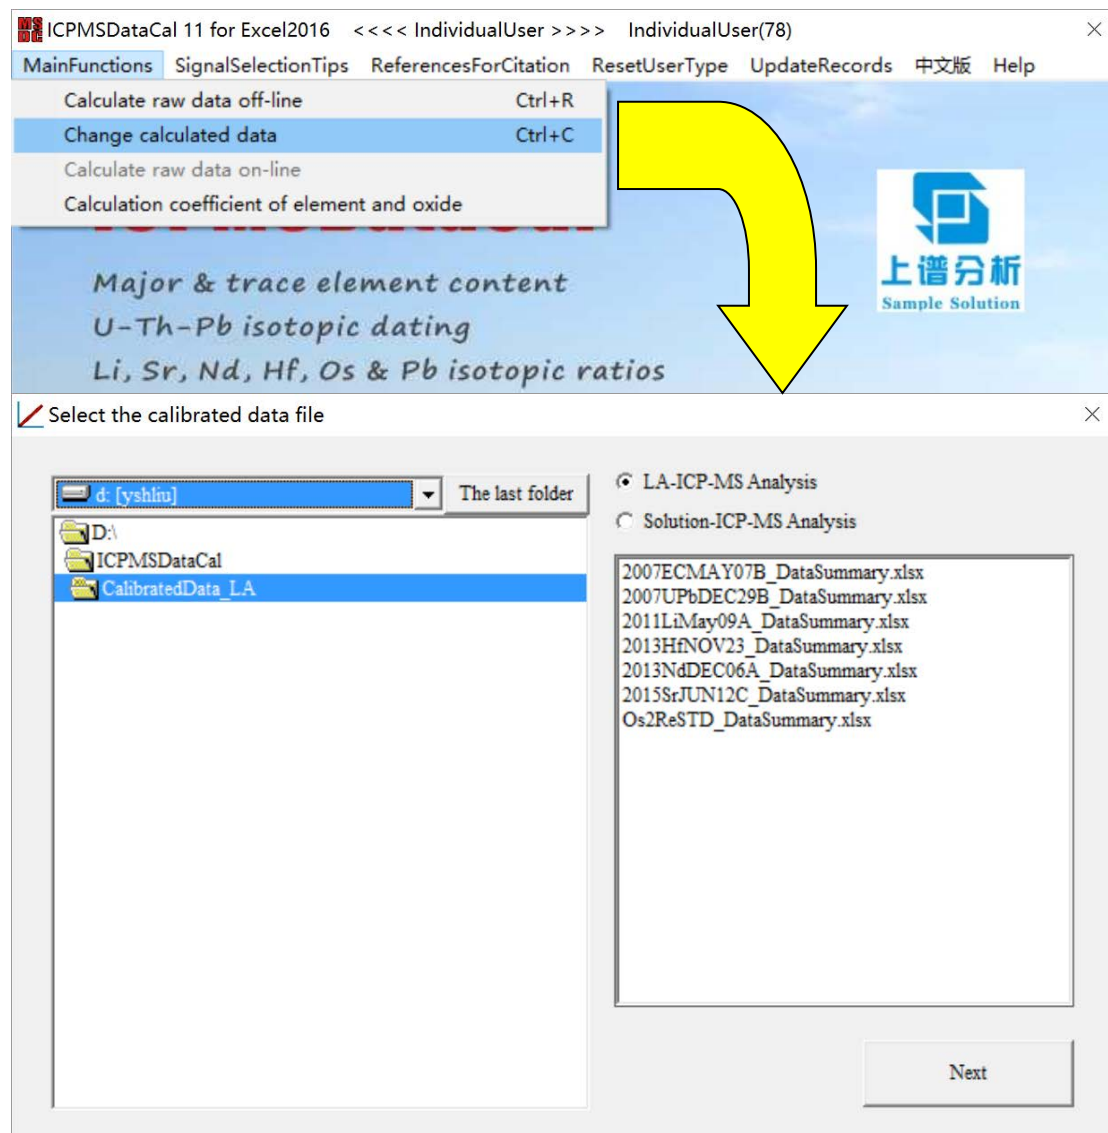 ICPMSDataCal 11 for Excel2016 <<<< IndividualUser >>>> IndividualUser(78)
MainFunctions SignalSelectionTips ReferencesForCitation ResetUserType UpdateRecords 中文版 Help
Calculate raw data off-line Ctrl+R
Change calculated data Ctrl+C
Calculate raw data on-line
Calculation coefficient of element and oxide
Major & trace element content
U-Th-Pb isotopic dating
Li, Sr, Nd, Hf, Os & Pb isotopic ratios
上谱分析
Sample Solution
Select the calibrated data file
d: [yshliu]
The last folder
D:\
ICPMSDataCal
CalibratedData_LA
LA-ICP-MS Analysis
Solution-ICP-MS Analysis
2007ECMAY07B_DataSummary.xlsx
2007UPbDEC29B_DataSummary.xlsx
2011LiMay09A_DataSummary.xlsx
2013HfNOV23_DataSummary.xlsx
2013NdDEC06A_DataSummary.xlsx
2015SrJUN12C_DataSummary.xlsx
Os2ReSTD_DataSummary.xlsx
Next